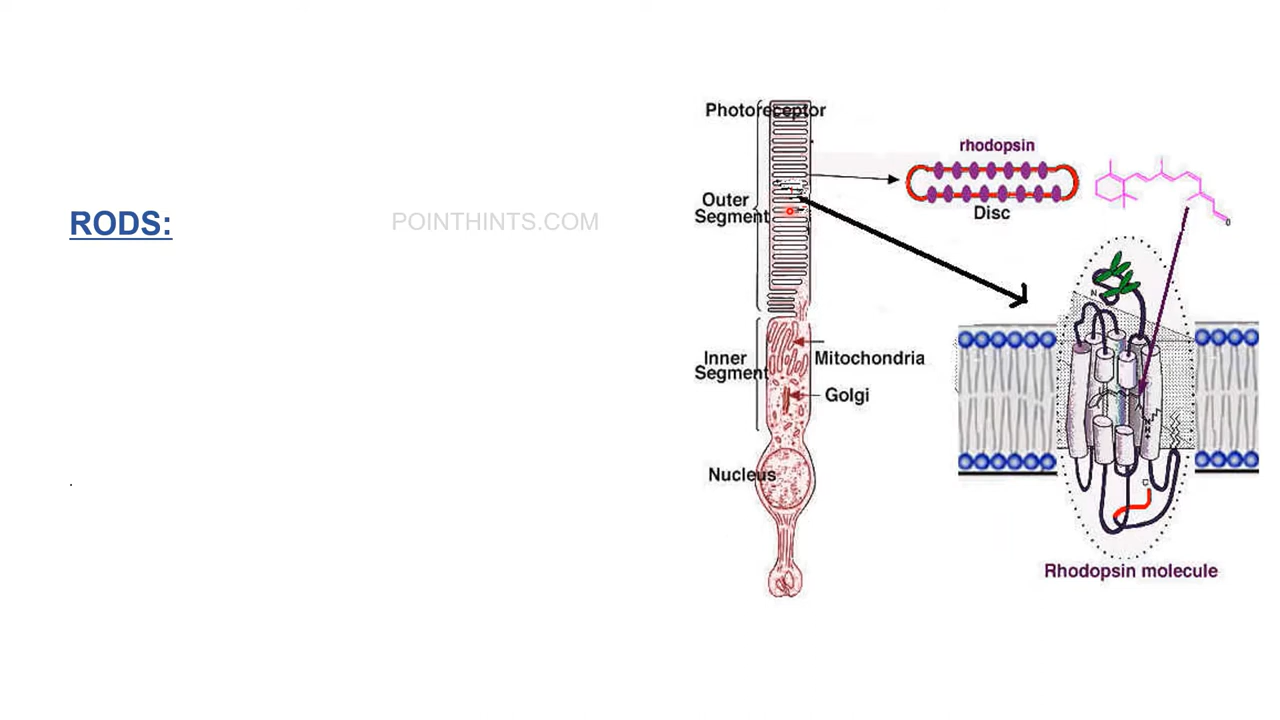 Photoreceptor
rhodopsin
Outer
Segment
Disc
RODS:
POINTHINTS.COM
O
N
Inner
Segment
Mitochondria
Golgi
Nucleus
C
Rhodopsin molecule